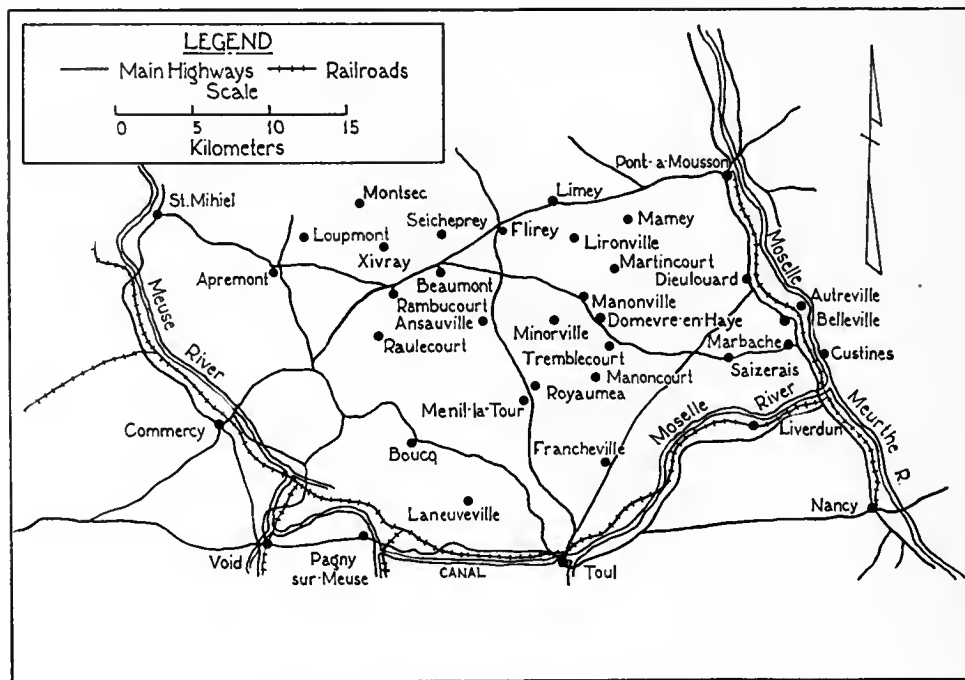 LEGEND
Main Highways
Railroads
Scale
0 5 10 15
Kilometers
Pont-a-Mousson
Montsec
Limey
St. Mihiel
Mamey
Seicheprey
Flirey
Loupmont
Lironville
Xivray
Martincourt
Moselle
Apremont
Beaumont
Dieulouard
Meuse
River
Rambucourt
Manonville
Autreville
Ansauville
Minorville
Domevre-en-Haye
Belleville
Raulecourt
Marbache
Tremblecourt
Saizerais
Custines
Manoncourt
Royaumea
Menil-la-Tour
Moselle River
Meurthe R.
Commercy
Liverdun
Boucq
Francheville
Laneuveville
Nancy
Void
Pagny
sur-Meuse
CANAL
Toul